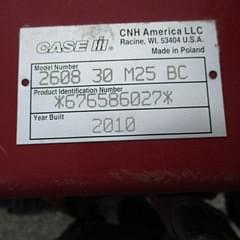 CASE IH
CNH America LLC
Racine, WI. 53404 U.S.A.
Made in Poland
Model Number
2608 30 M25 BC
Product Identification Number
*676586027*
Year Built
2010